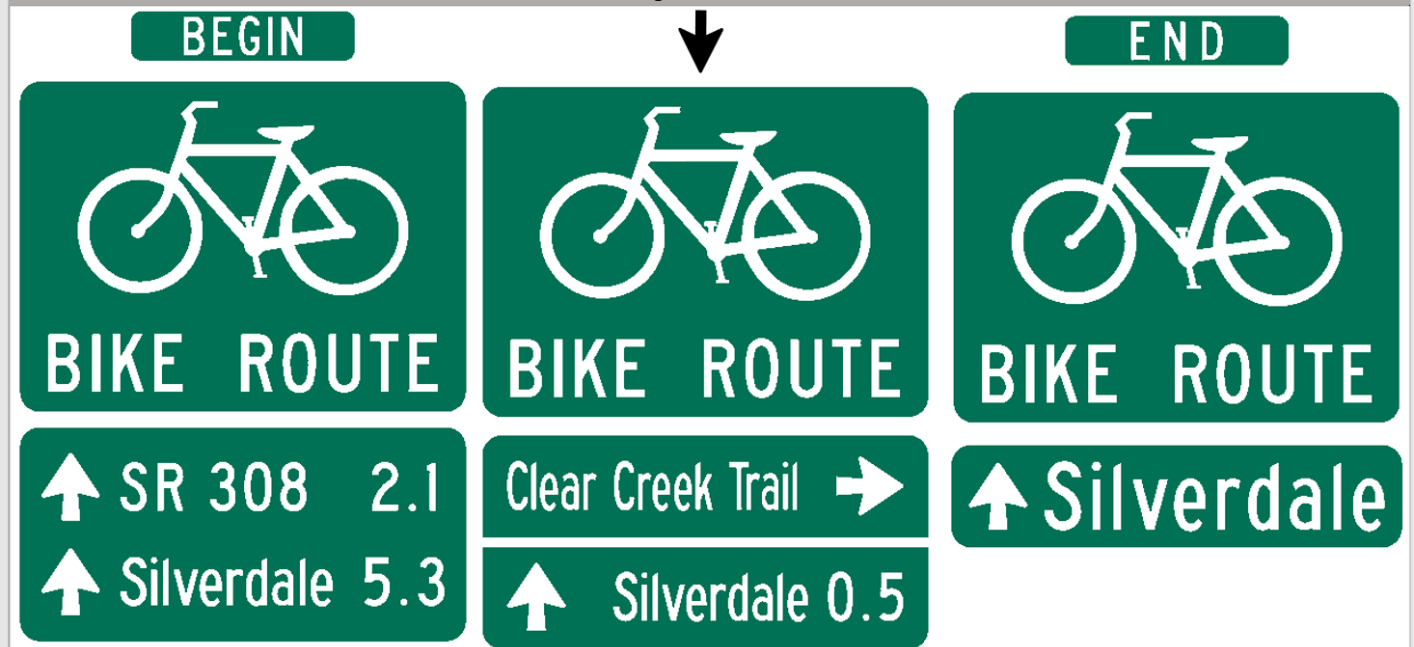 BEGIN
BIKE ROUTE
SR 308 2.1
Silverdale 5.3
BIKE ROUTE
Clear Creek Trail
Silverdale 0.5
END
BIKE ROUTE
Silverdale